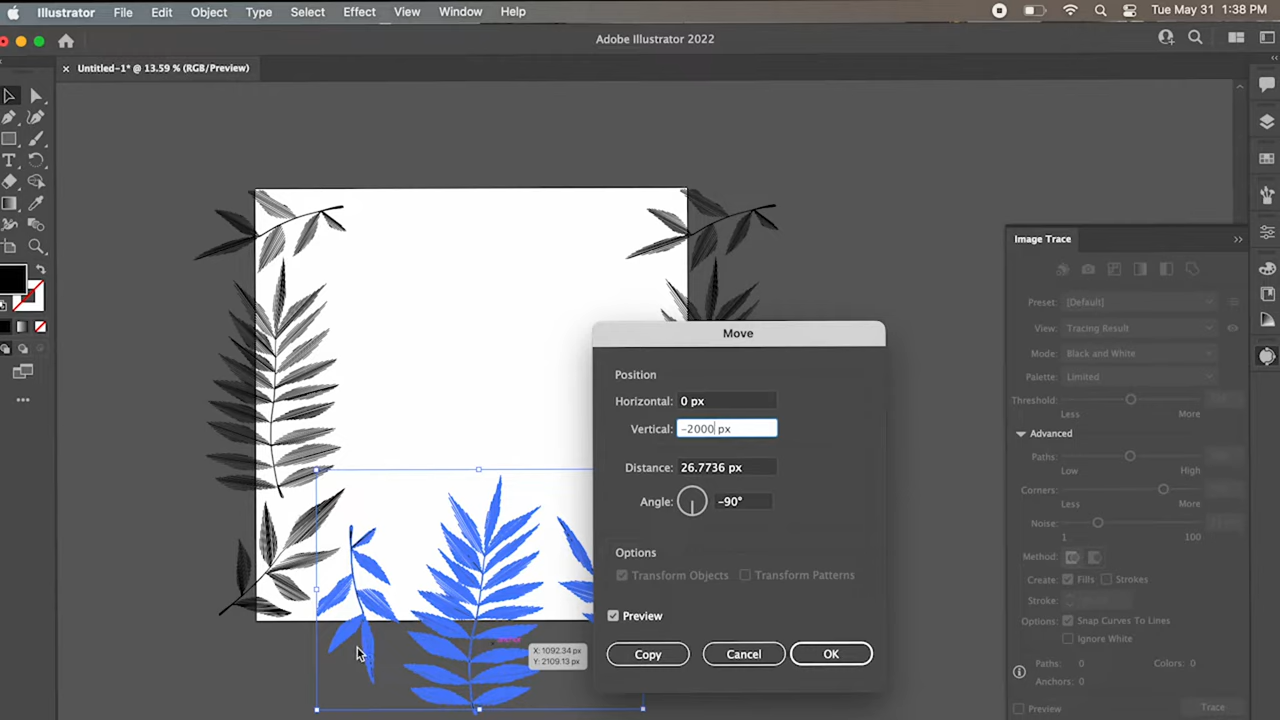 Illustrator File Edit Object Type Select Effect View Window Help Tue May 31 1:38 PM
Adobe Illustrator 2022
× Untitled-1* @ 13.59 % (RGB/Preview)
Image Trace
Preset: [Default]
View: Tracing Result
Mode: Black and White
Palette: Limited
Threshold:
Less More
Advanced
Paths:
Low High
Corners:
Less More
Noise:
1 100
Method:
Create: Fills Strokes
Stroke:
Options: Snap Curves To Lines
Ignore White
Paths: 0 Colors: 0
Anchors: 0
Preview Trace
Move
Position
Horizontal: 0 px
Vertical: -2000 px
Distance: 26.7736 px
Angle: -90°
Options
Transform Objects Transform Patterns
Preview
Copy Cancel OK
X: 1092.34 px
Y: 2109.13 px